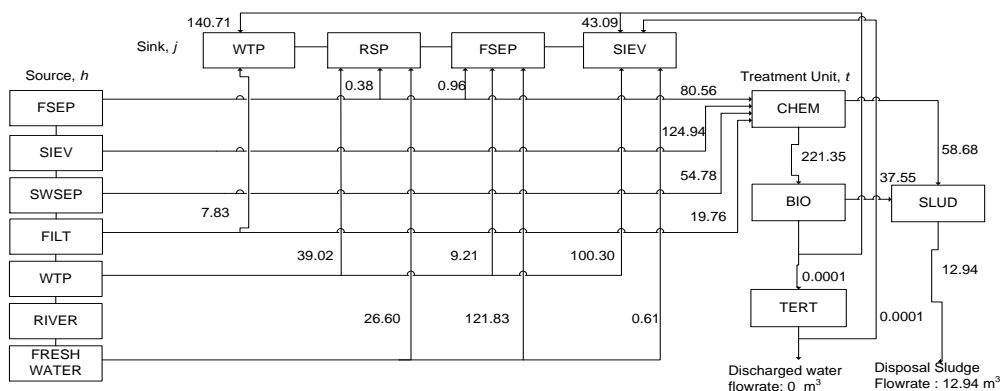 140.71
43.09
Sink, j
WTP
RSP
FSEP
SIEV
Source, h
0.38
0.96
80.56
Treatment Unit, t
FSEP
CHEM
124.94
SIEV
221.35
58.68
54.78
37.55
SWSEP
7.83
19.76
BIO
SLUD
FILT
39.02
9.21
100.30
WTP
0.0001
12.94
TERT
RIVER
26.60
121.83
0.61
0.0001
FRESH
WATER
Discharged water
flowrate: 0 m³
Disposal Sludge
Flowrate : 12.94 m³